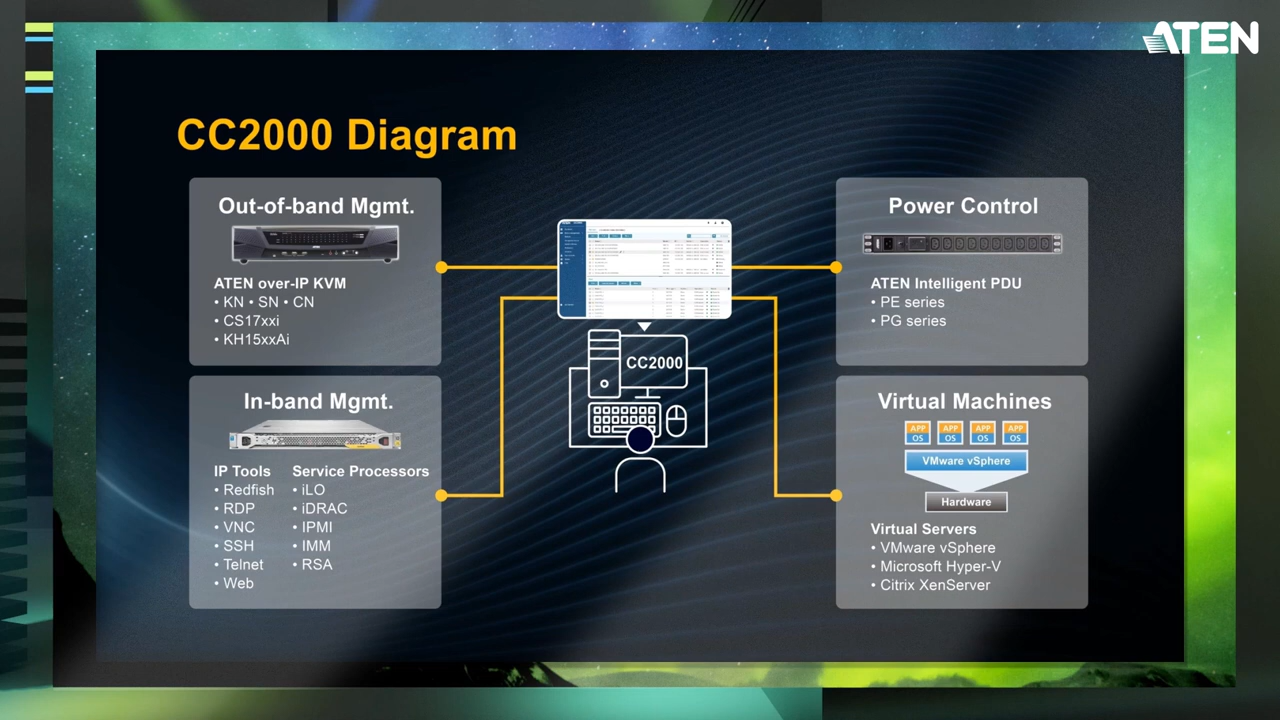 ATEN
CC2000 Diagram
Out-of-band Mgmt.
ATEN over-IP KVM
• KN • SN • CN
• CS17xxi
• KH15xxAi
In-band Mgmt.
IP Tools
• Redfish
• RDP
• VNC
• SSH
• Telnet
• Web
Service Processors
• iLO
• iDRAC
• IPMI
• IMM
• RSA
CC2000
Power Control
ATEN Intelligent PDU
• PE series
• PG series
Virtual Machines
APP APP APP APP
OS OS OS OS
VMware vSphere
Hardware
Virtual Servers
• VMware vSphere
• Microsoft Hyper-V
• Citrix XenServer